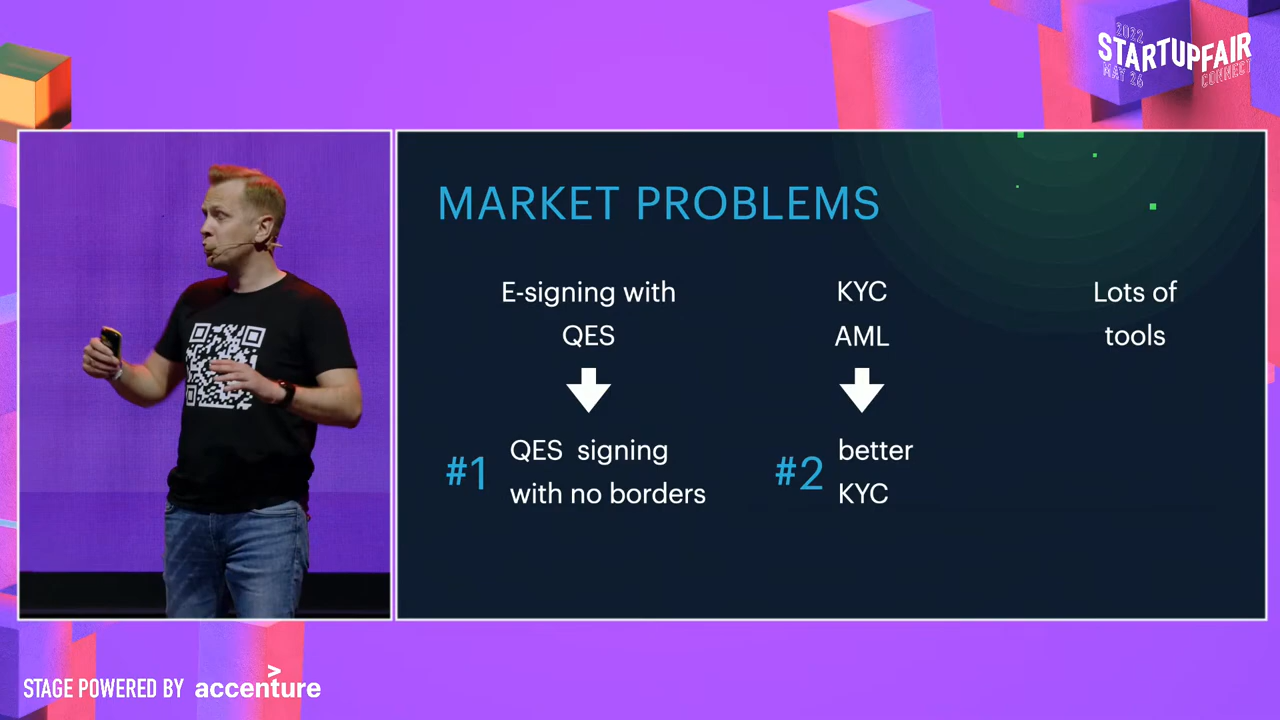 2022
STARTUPFAIR
MAY 26
CONNECT
MARKET PROBLEMS
E-signing with
QES
KYC
AML
Lots of
tools
#1
QES signing
with no borders
#2
better
KYC
STAGE POWERED BY accenture